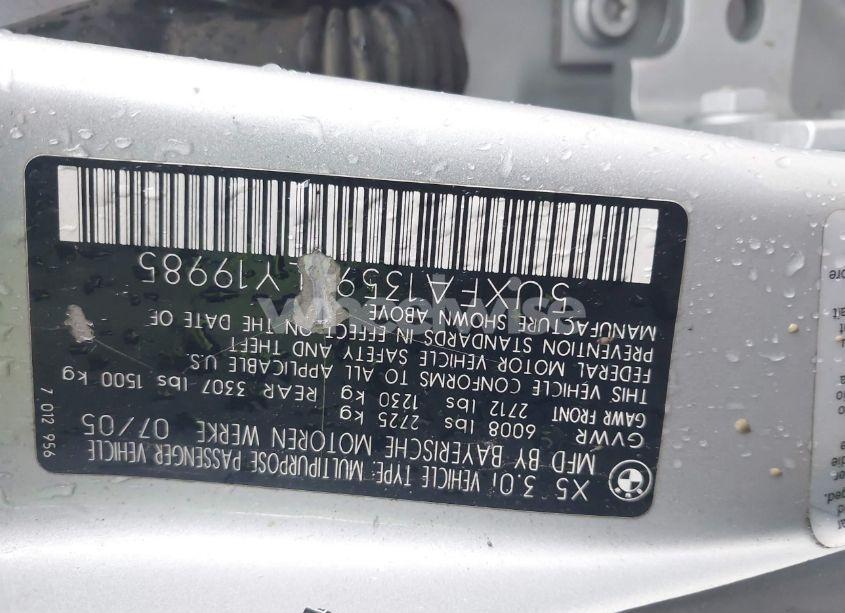 X5 3.0i VEHICLE TYPE: MULTIPURPOSE PASSENGER VEHICLE
MFD BY BAYERISCHE MOTOREN WERKE 07/05
GVWR 6008 lbs 2725 kg
GAWR FRONT 2712 lbs 1230 kg REAR 3307 lbs 1500 kg
THIS VEHICLE CONFORMS TO ALL APPLICABLE U.S.
FEDERAL MOTOR VEHICLE SAFETY AND THEFT
PREVENTION STANDARDS IN EFFECT ON THE DATE OF
MANUFACTURE SHOWN ABOVE
5UXFA1359 Y19985
7 012 956
BMW